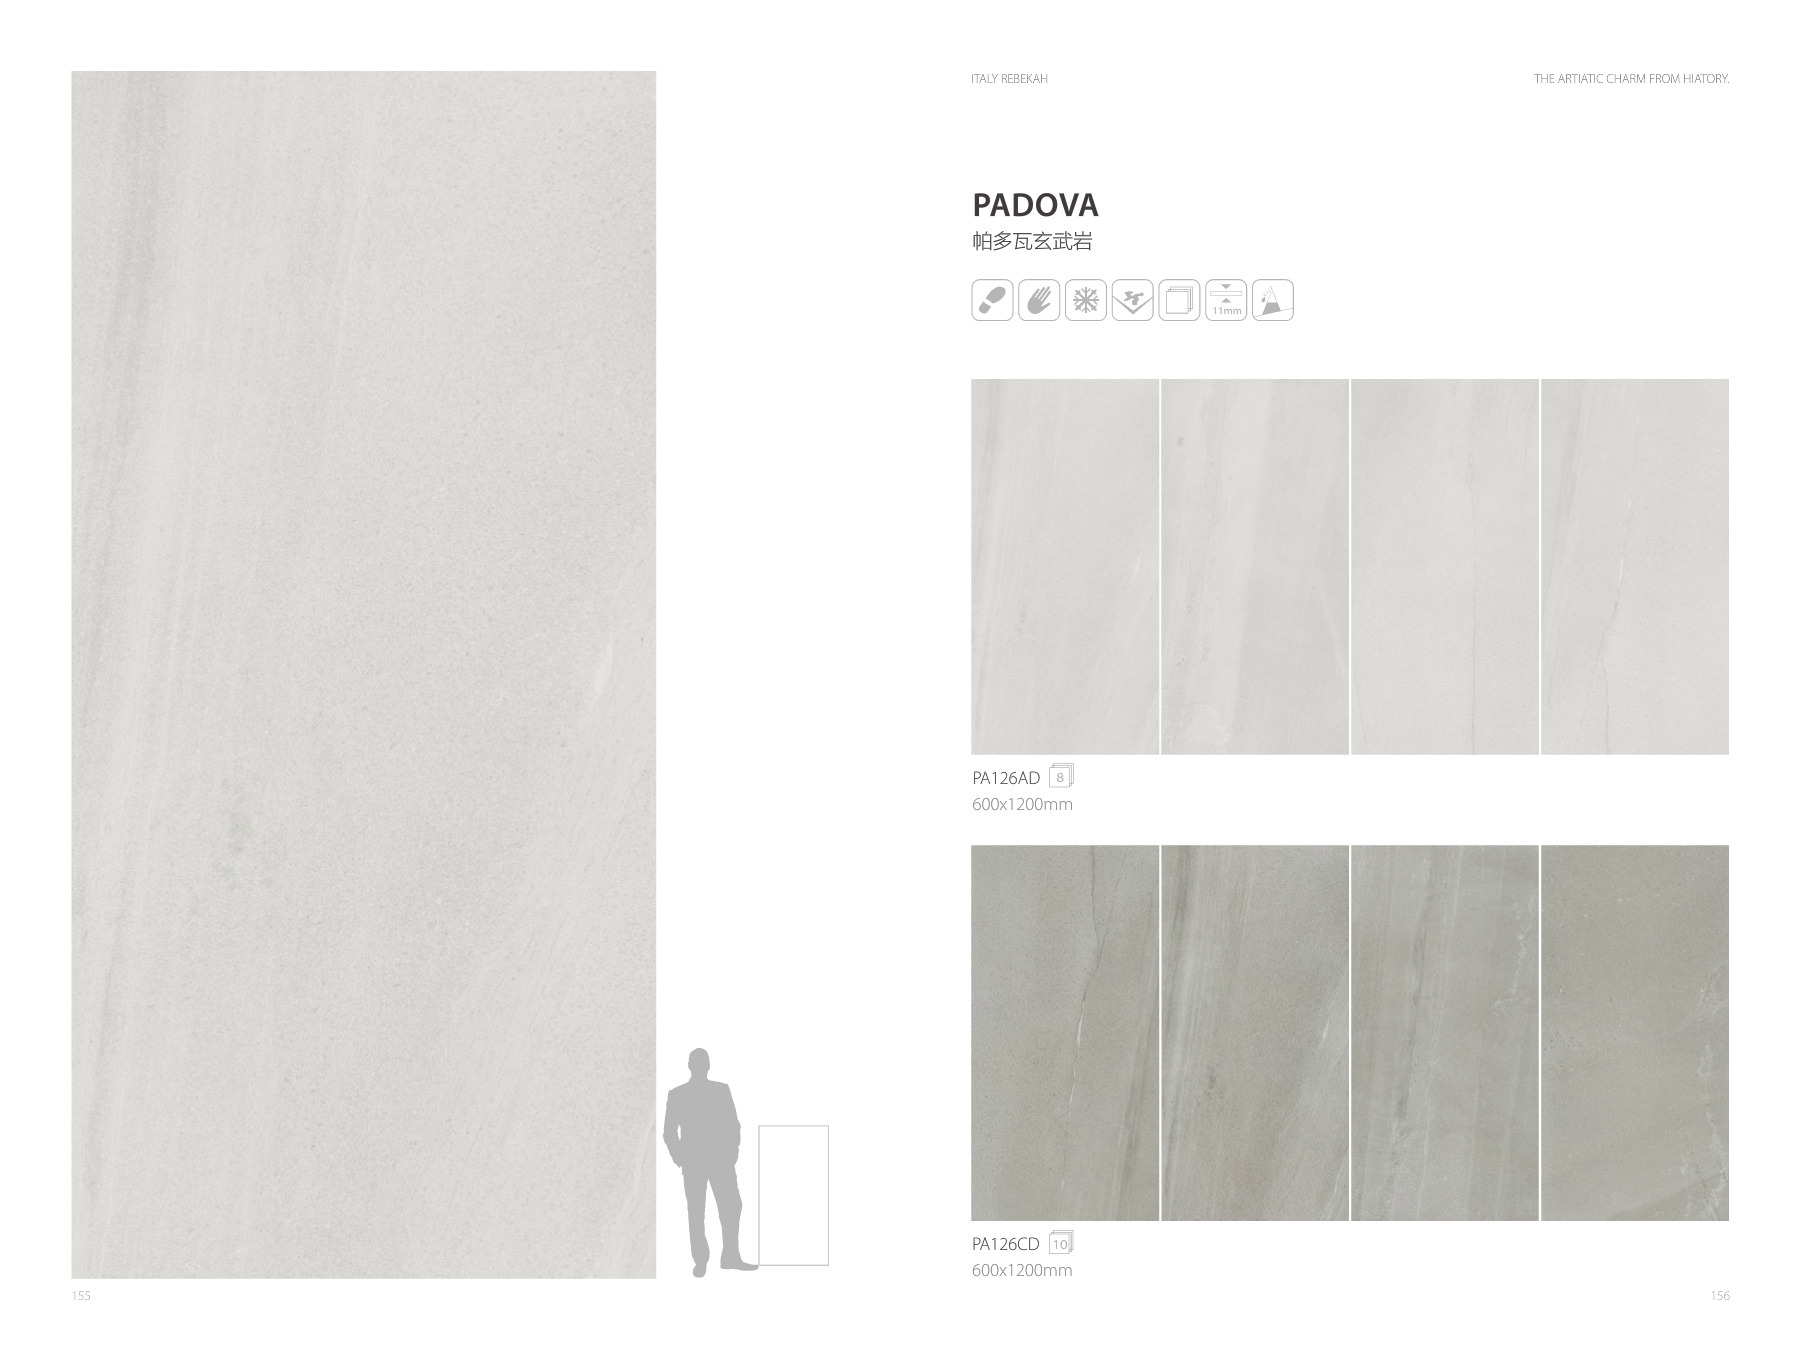 ITALY REBEKAH
THE ARTIATIC CHARM FROM HIATORY.
PADOVA
帕多瓦玄武岩
11mm
PA126AD 8
600x1200mm
PA126CD 10
600x1200mm
155
156